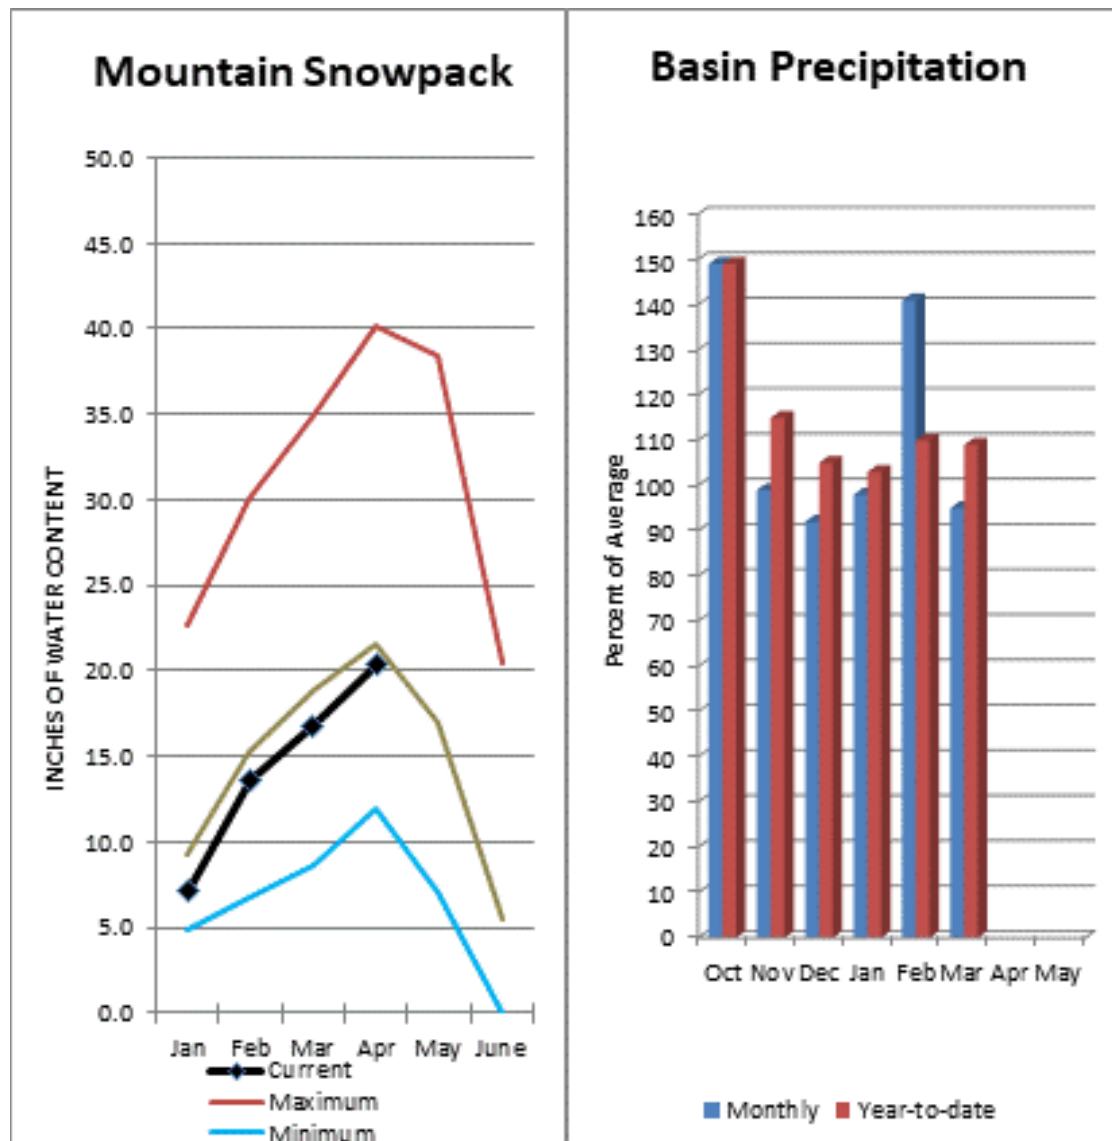 Mountain Snowpack
50.0
45.0
40.0
35.0
30.0
25.0
20.0
15.0
10.0
5.0
0.0
INCHES OF WATER CONTENT
Jan Feb Mar Apr May June
Current
Maximum
Minimum
Basin Precipitation
160
150
140
130
120
110
100
90
80
70
60
50
40
30
20
10
0
Percent of Average
Oct Nov Dec Jan Feb Mar Apr May
Monthly Year-to-date